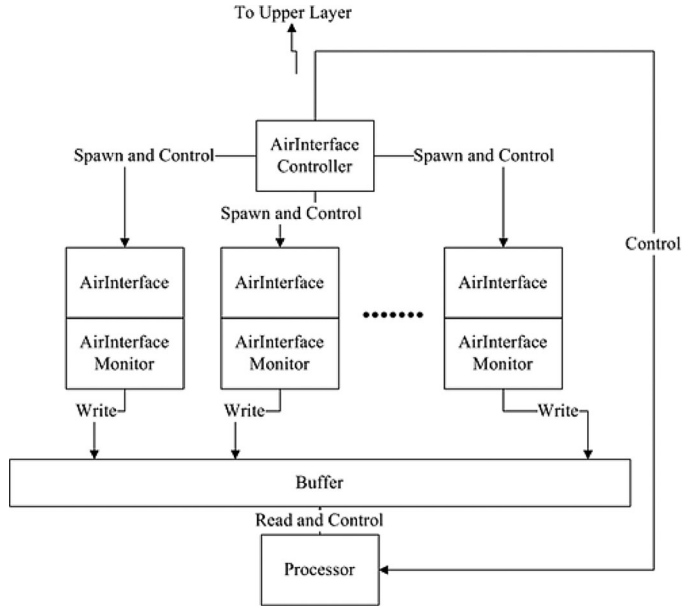 To Upper Layer
AirInterface
Controller
Spawn and Control
Spawn and Control
Spawn and Control
Control
AirInterface
AirInterface
AirInterface
AirInterface
Monitor
AirInterface
Monitor
AirInterface
Monitor
Write
Write
Write
Buffer
Read and Control
Processor